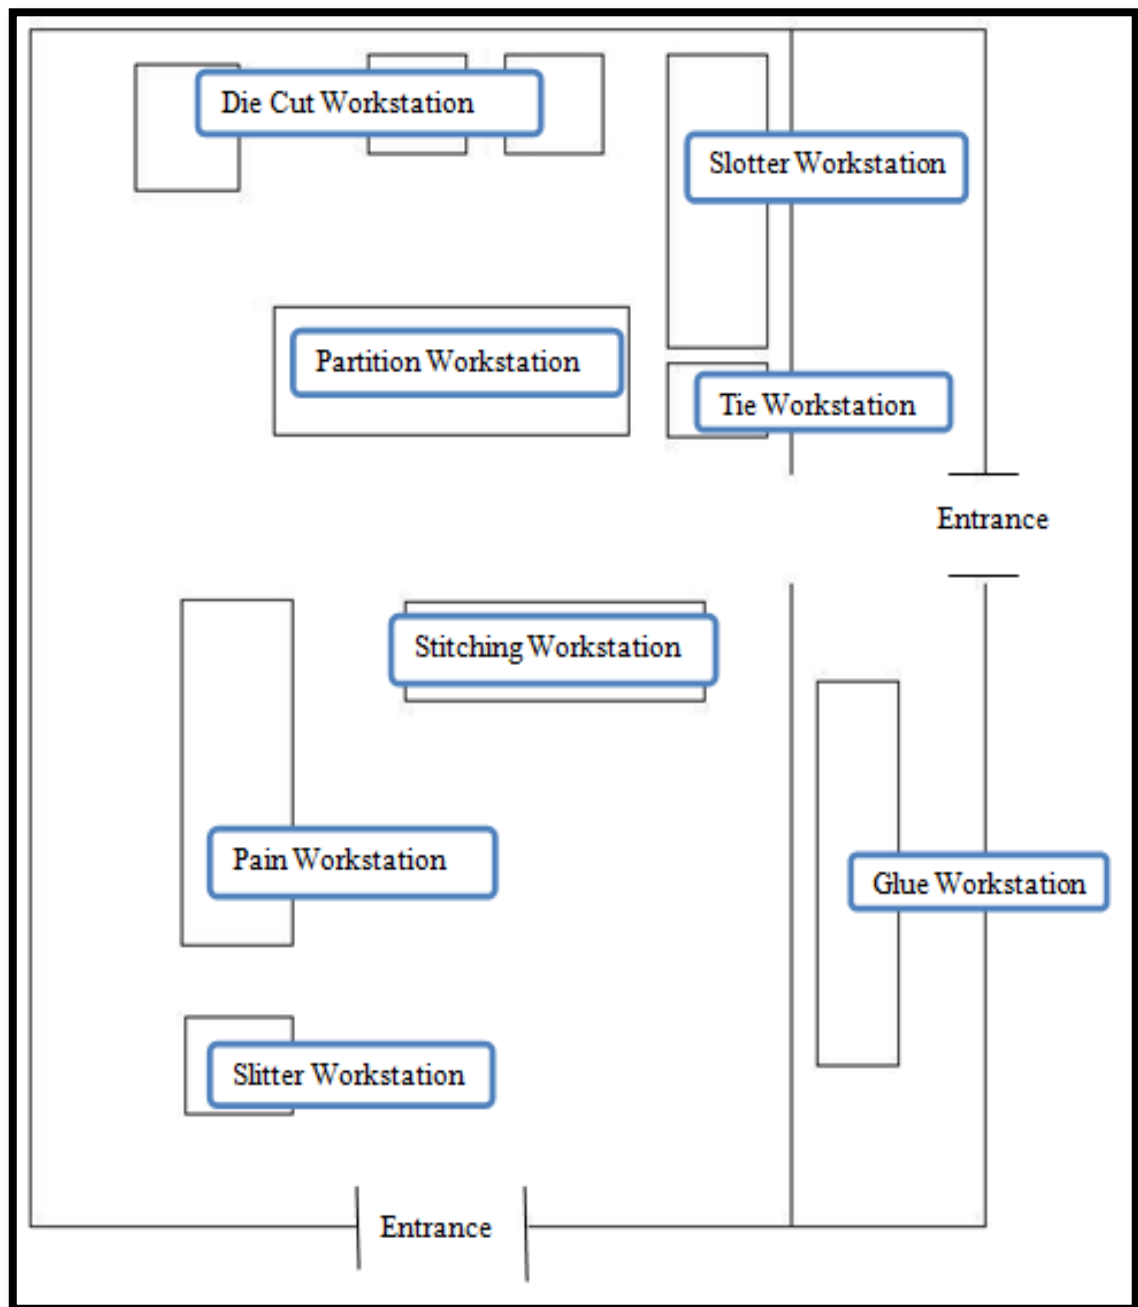 Die Cut Workstation
Slotter Workstation
Partition Workstation
Tie Workstation
Entrance
Stitching Workstation
Pain Workstation
Glue Workstation
Slitter Workstation
Entrance